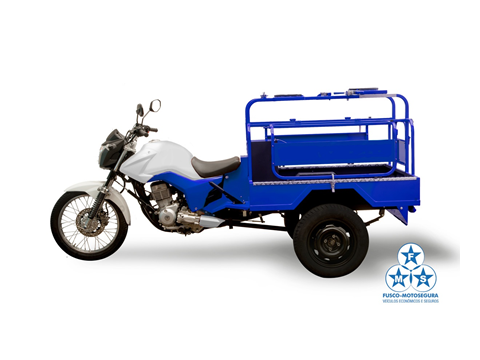 F
M S
FUSCO-MOTOSEGURA
VEÍCULOS ECONÔMICOS E SEGUROS